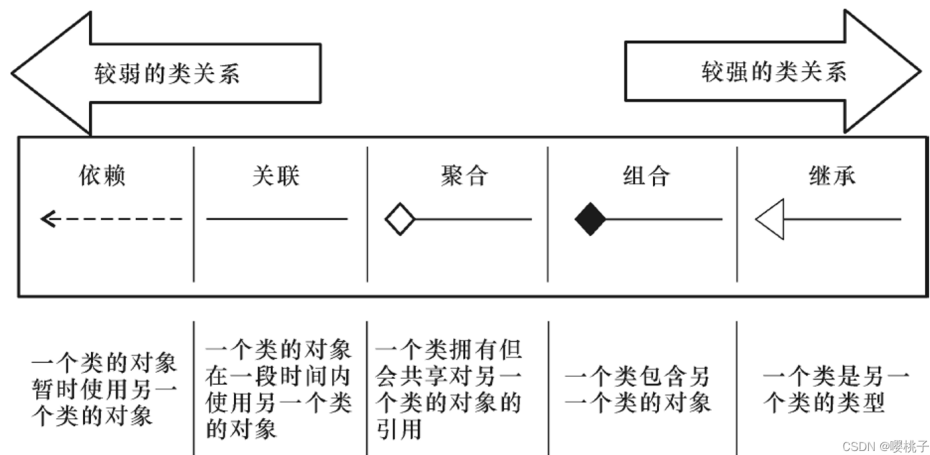 较弱的类关系
较强的类关系
依赖
关联
聚合
组合
继承
一个类的对象
暂时使用另一
个类的对象
一个类的对象
在一段时间内
使用另一个类
的对象
一个类拥有但
会共享对另一
个类的对象的
引用
一个类包含另
一个类的对象
一个类是另一
个类的类型
CSDN @嘤桃子